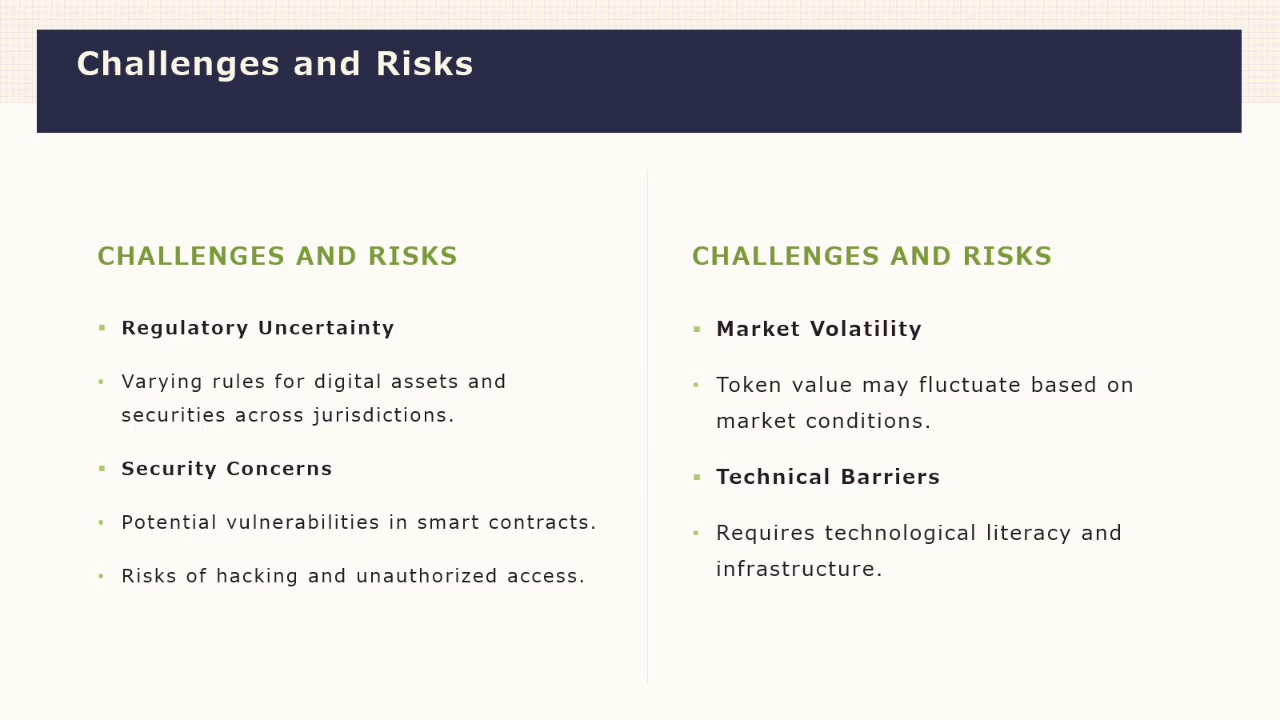 Challenges and Risks
CHALLENGES AND RISKS
▪ Regulatory Uncertainty
• Varying rules for digital assets and
securities across jurisdictions.
▪ Security Concerns
• Potential vulnerabilities in smart contracts.
• Risks of hacking and unauthorized access.
CHALLENGES AND RISKS
▪ Market Volatility
• Token value may fluctuate based on
market conditions.
▪ Technical Barriers
• Requires technological literacy and
infrastructure.